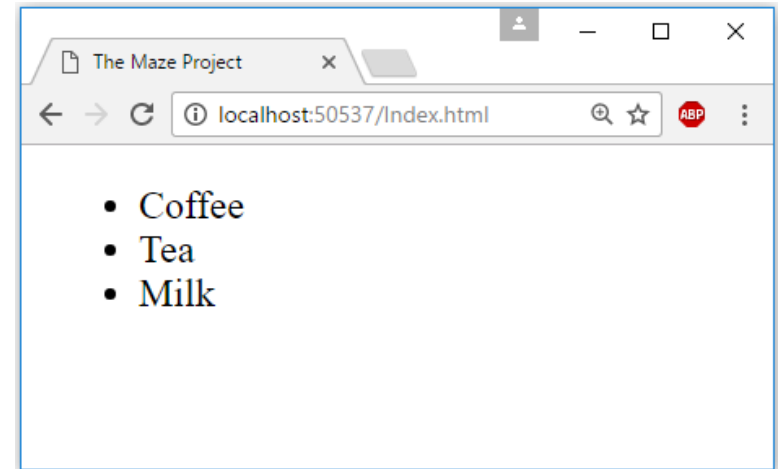 The Maze Project
localhost:50537/Index.html
ABP
Coffee
Tea
Milk